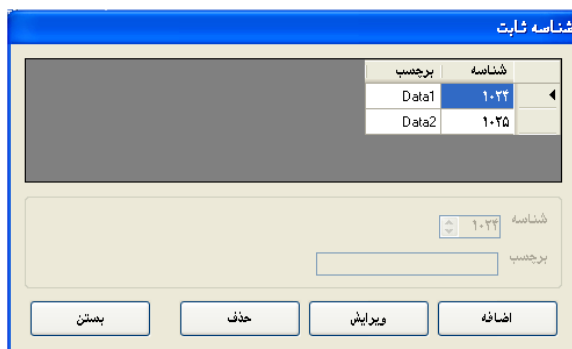 شناسه ثابت
شناسه برچسب
۱۰۲۴ Data1
۱۰۲۵ Data2
شناسه ۱۰۲۴
برچسب
اضافه ویرایش حذف بستن